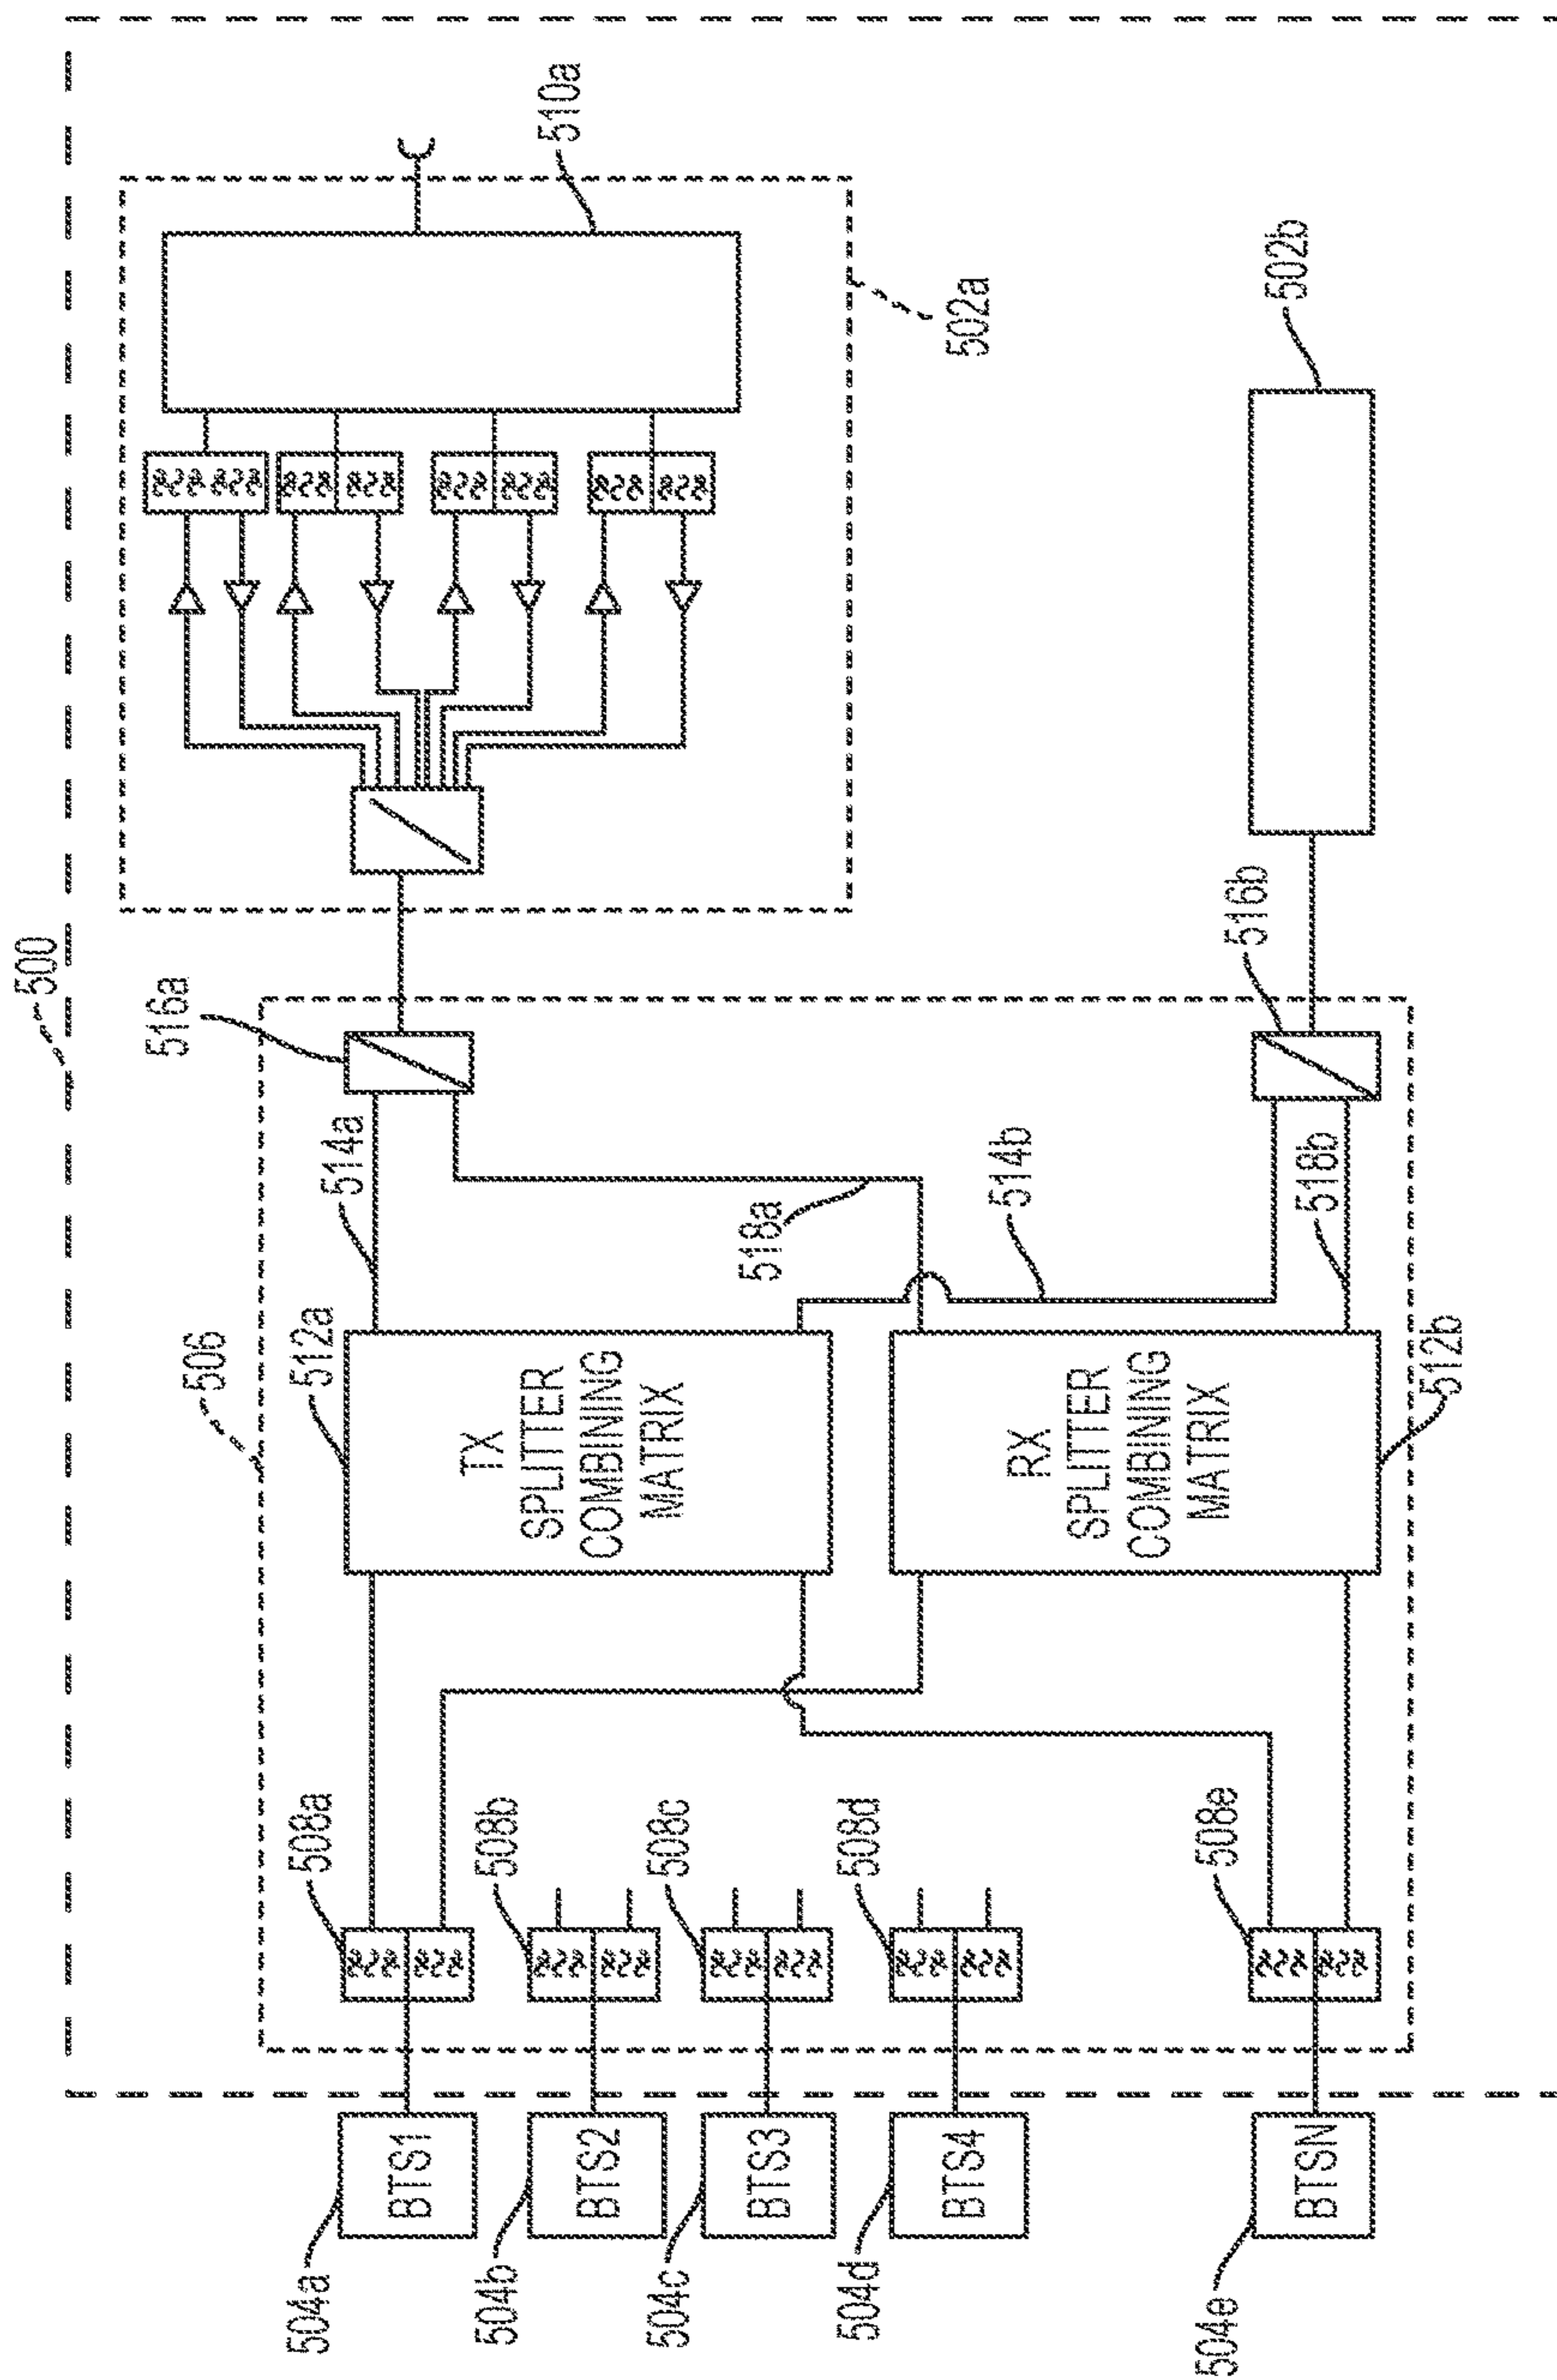 500
506
516a
510a
502a
512a
514a
508a
504a
BTS1
TX
SPLITTER
COMBINING
MATRIX
508b
504b
BTS2
508c
504c
BTS3
518a
508d
504d
BTS4
RX
SPLITTER
COMBINING
MATRIX
514b
516b
502b
518b
508e
504e
BTSN
512b